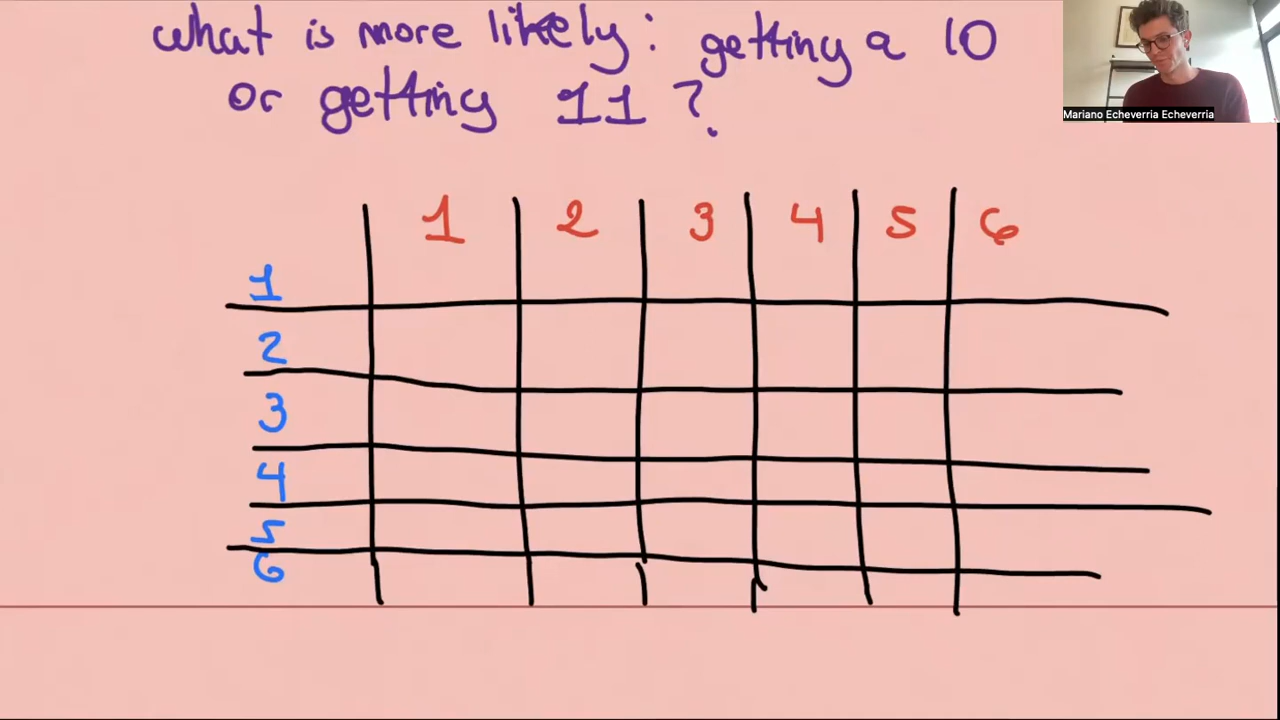 what is more likely: getting a 10
or getting 11?
Mariano Echeverria Echeverria
1 2 3 4 5 6
1
2
3
4
5
6